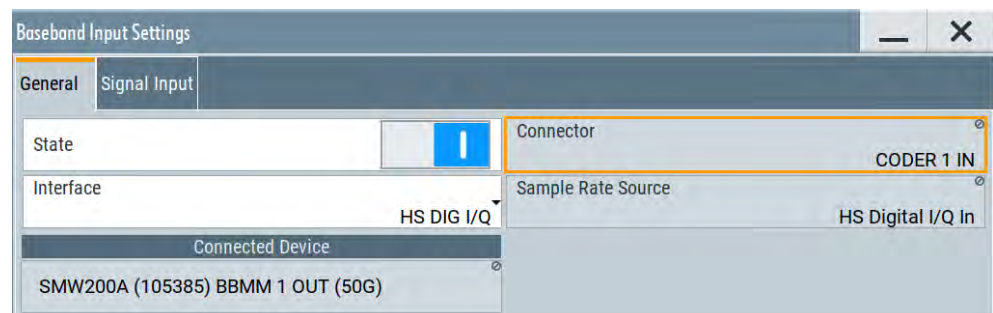 Baseband Input Settings
General
Signal Input
State
Connector
CODER 1 IN
Interface
HS DIG I/Q
Sample Rate Source
HS Digital I/Q In
Connected Device
SMW200A (105385) BBMM 1 OUT (50G)